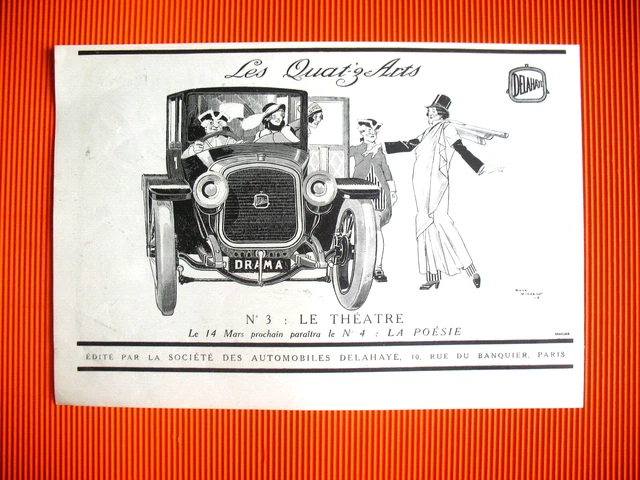 Les Quat'z Arts
DELAHAYE
DRAMA
N° 3 : LE THÉATRE
Le 14 Mars prochain paraîtra le N° 4 : LA POÉSIE
ÉDITÉ PAR LA SOCIÉTÉ DES AUTOMOBILES DELAHAYE, 10, RUE DU BANQUIER, PARIS